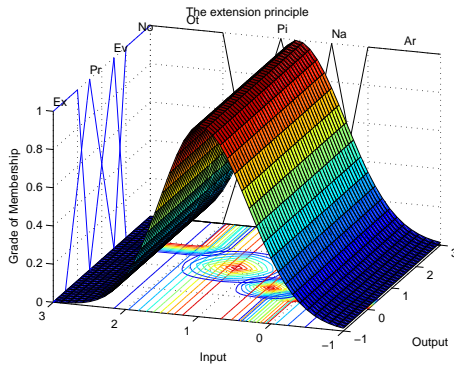 The extension principle
No
Ot
Pi
Na
Ar
Ev
Pr
Ex
Grade of Membership
1
0.8
0.6
0.4
0.2
0
3
2
1
0
-1
Input
-1
0
1
2
3
Output